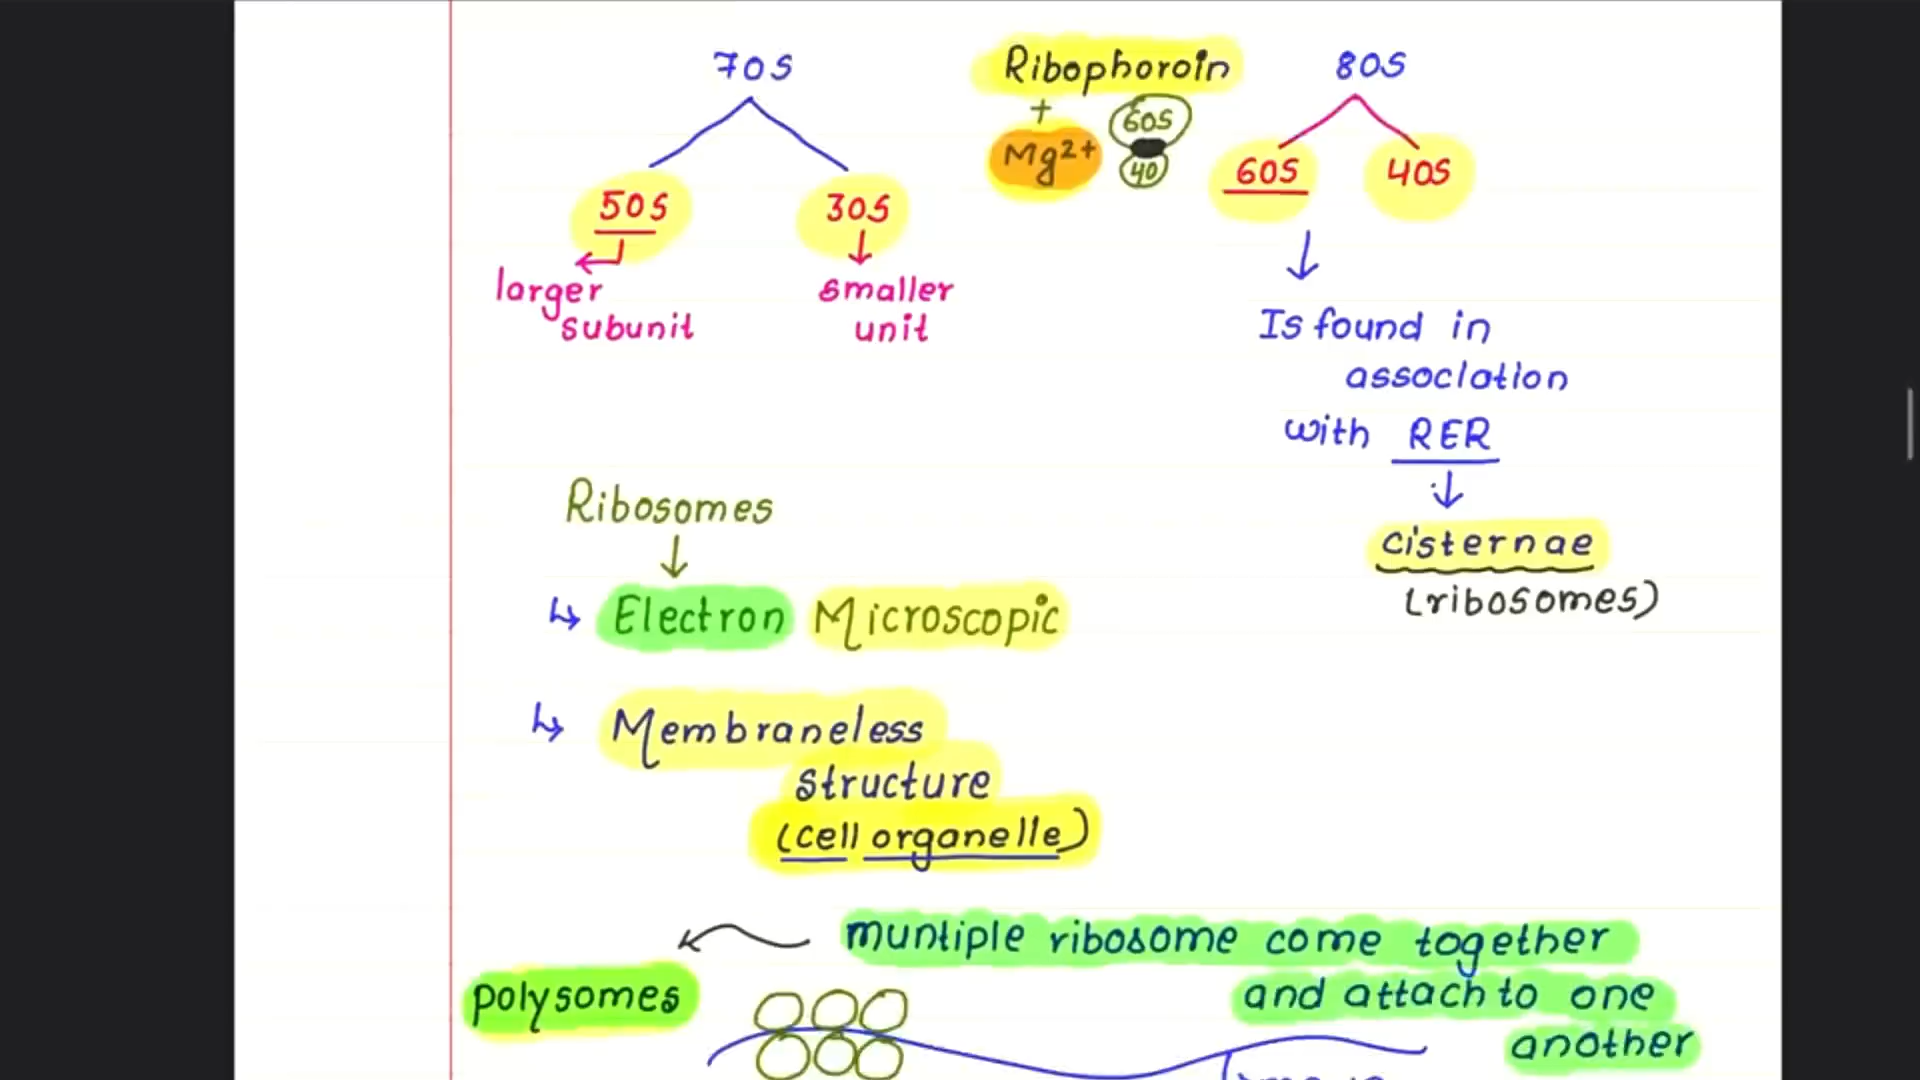 70S
50S
30S
larger
subunit
smaller
unit
Ribophoroin
+
Mg2+
60S
40
80S
60S
40S
Is found in
association
with RER
cisternae
(ribosomes)
Ribosomes
Electron Microscopic
Membraneless
structure
(cell organelle)
muntiple ribosome come together
and attach to one
another
polysomes